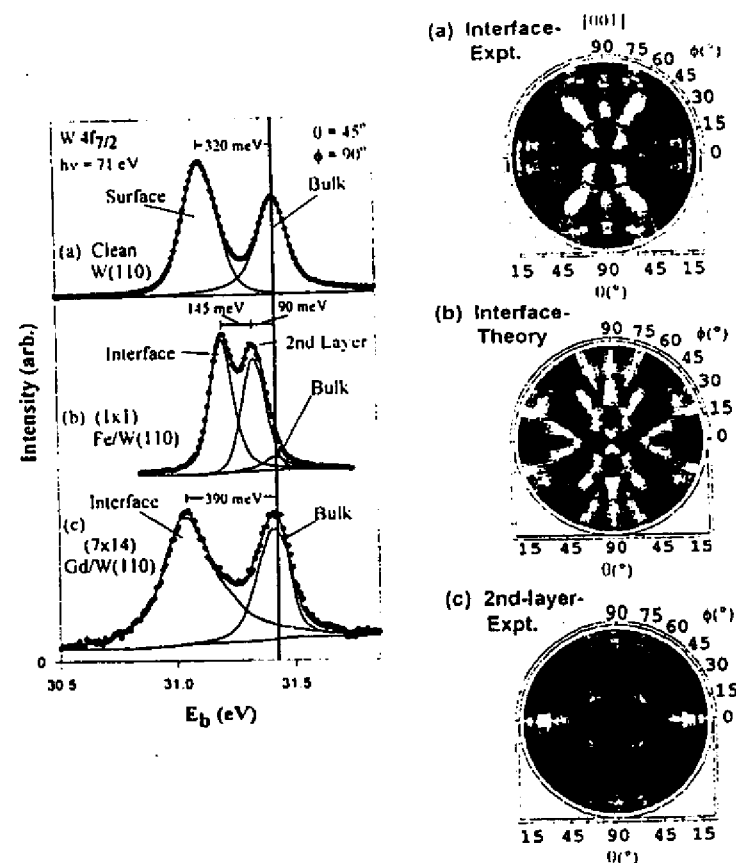 W 4f7/2
hν = 71 eV
320 meV
θ = 45°
φ = 90°
Surface
Bulk
(a) Clean
W(110)
145 meV
90 meV
Interface
2nd Layer
Bulk
(b) (1x1)
Fe/W(110)
Interface
390 meV
Bulk
(c)
(7x14)
Gd/W(110)
Intensity (arb.)
0
30.5 31.0 31.5
Eb (eV)
(a) Interface-
Expt.
[001]
90 75 60 φ(°)
45
30
15
0
15 45 90 45 15
θ(°)
(b) Interface-
Theory
90 75 60 φ(°)
45
30
15
0
15 45 90 45 15
θ(°)
(c) 2nd-layer-
Expt.
90 75 60 φ(°)
45
30
15
0
15 45 90 45 15
θ(°)